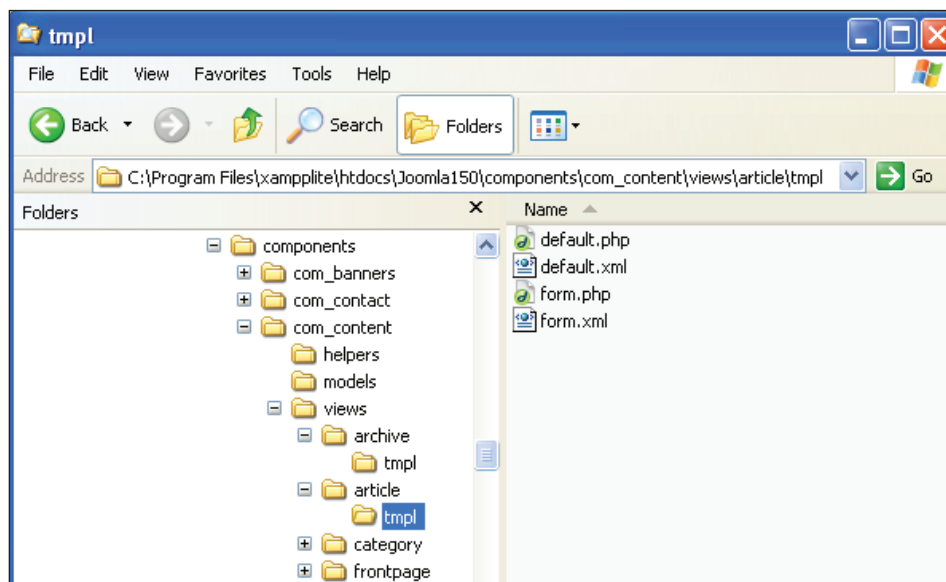 tmpl
File Edit View Favorites Tools Help
Back Search Folders
Address C:\Program Files\xampplite\htdocs\Joomla150\components\com_content\views\article\tmpl Go
Folders
Name
components
com_banners
com_contact
com_content
helpers
models
views
archive
tmpl
article
tmpl
category
frontpage
default.php
default.xml
form.php
form.xml